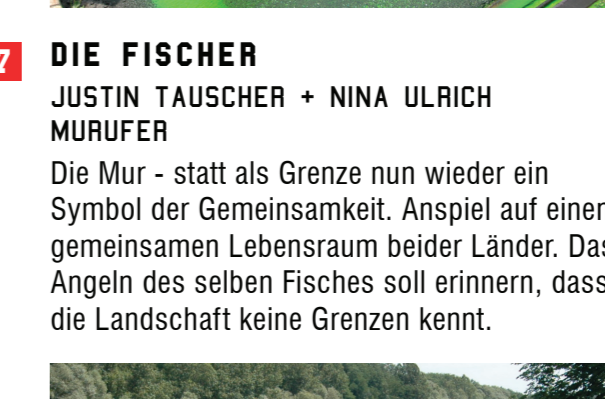 7
DIE FISCHER
JUSTIN TAUSCHER + NINA ULRICH
MURUFER
Die Mur - statt als Grenze nun wieder ein
Symbol der Gemeinsamkeit. Anspiel auf einen
gemeinsamen Lebensraum beider Länder. Das
Angeln des selben Fisches soll erinnern, dass
die Landschaft keine Grenzen kennt.